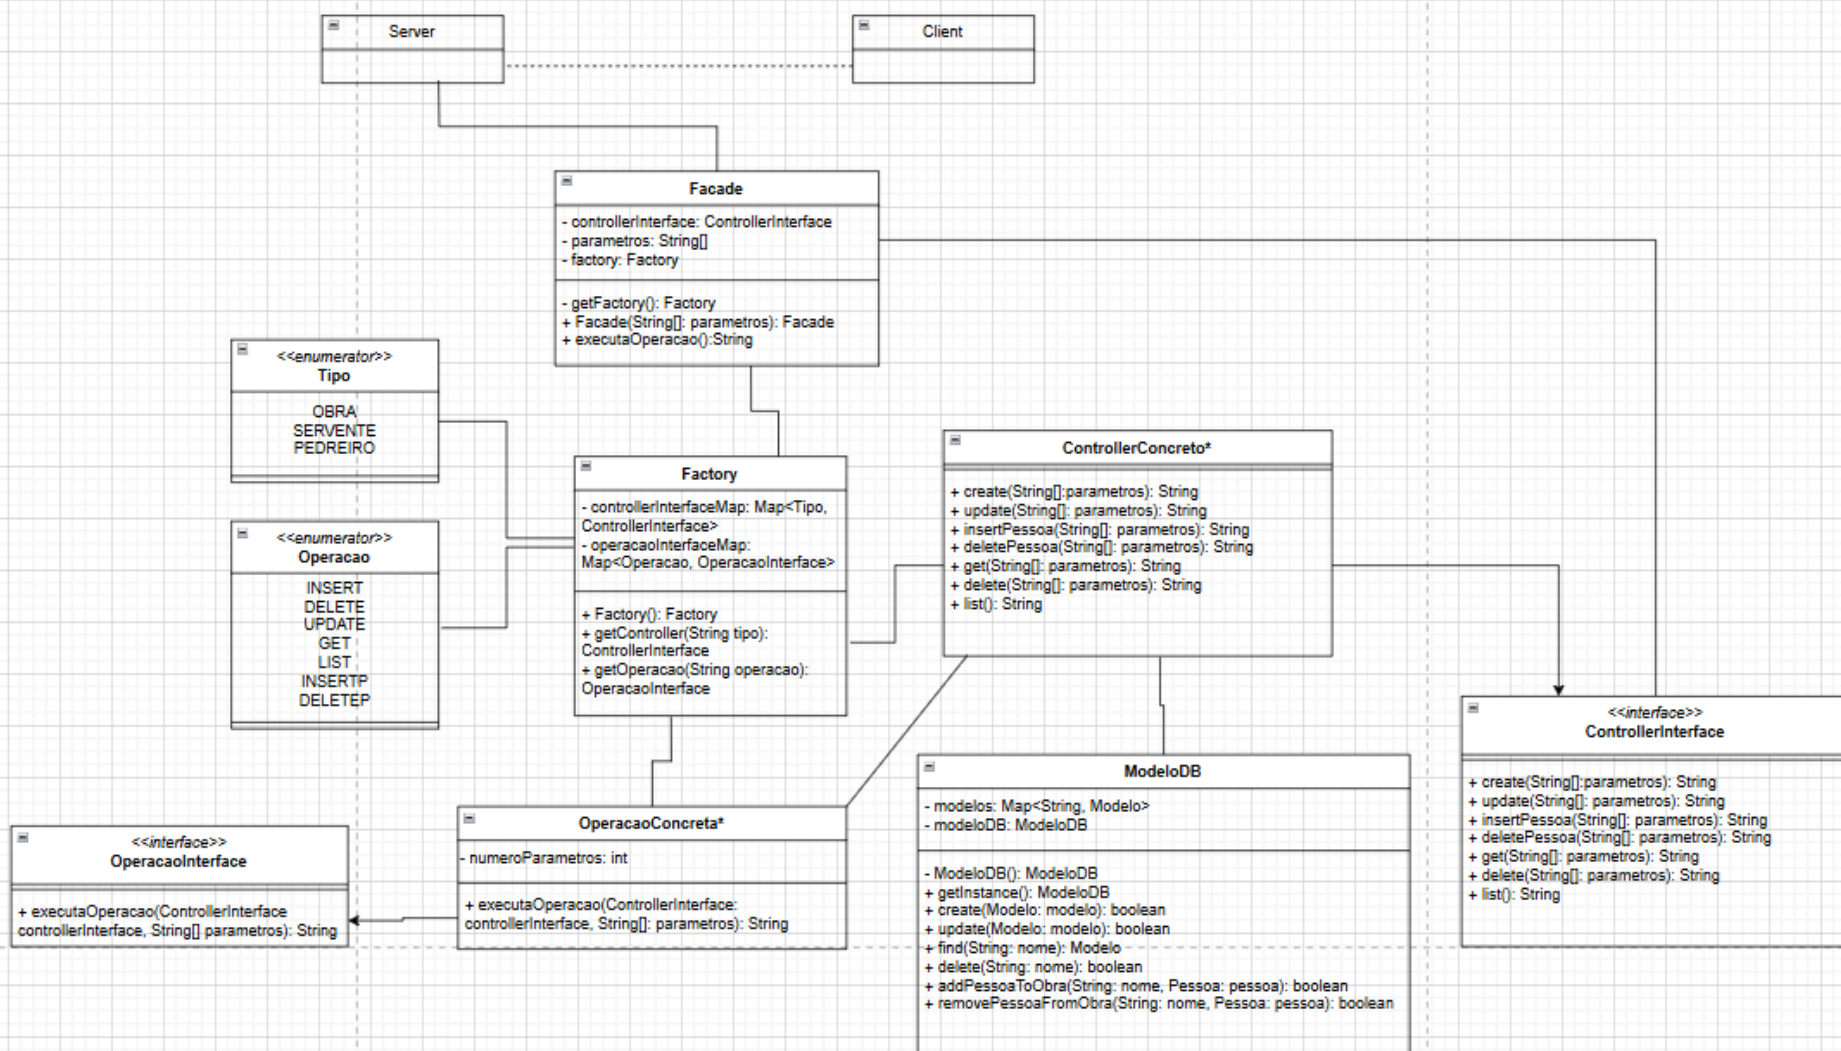 Server
Client
Facade
- controllerInterface: ControllerInterface
- parametros: String[]
- factory: Factory
- getFactory(): Factory
+ Facade(String[]: parametros): Facade
+ executaOperacao():String
<<enumerator>>
Tipo
OBRA
SERVENTE
PEDREIRO
<<enumerator>>
Operacao
INSERT
DELETE
UPDATE
GET
LIST
INSERTP
DELETEP
Factory
- controllerInterfaceMap: Map<Tipo,
ControllerInterface>
- operacaoInterfaceMap:
Map<Operacao, OperacaoInterface>
+ Factory(): Factory
+ getController(String tipo):
ControllerInterface
+ getOperacao(String operacao):
OperacaoInterface
ControllerConcreto*
+ create(String[]:parametros): String
+ update(String[]: parametros): String
+ insertPessoa(String[]: parametros): String
+ deletePessoa(String[]: parametros): String
+ get(String[]: parametros): String
+ delete(String[]: parametros): String
+ list(): String
<<interface>>
ControllerInterface
+ create(String[]:parametros): String
+ update(String[]: parametros): String
+ insertPessoa(String[]: parametros): String
+ deletePessoa(String[]: parametros): String
+ get(String[]: parametros): String
+ delete(String[]: parametros): String
+ list(): String
<<interface>>
OperacaoInterface
+ executaOperacao(ControllerInterface
controllerInterface, String[] parametros): String
OperacaoConcreta*
- numeroParametros: int
+ executaOperacao(ControllerInterface:
controllerInterface, String[]: parametros): String
ModeloDB
- modelos: Map<String, Modelo>
- modeloDB: ModeloDB
- ModeloDB(): ModeloDB
+ getInstance(): ModeloDB
+ create(Modelo: modelo): boolean
+ update(Modelo: modelo): boolean
+ find(String: nome): Modelo
+ delete(String: nome): boolean
+ addPessoaToObra(String: nome, Pessoa: pessoa): boolean
+ removePessoaFromObra(String: nome, Pessoa: pessoa): boolean